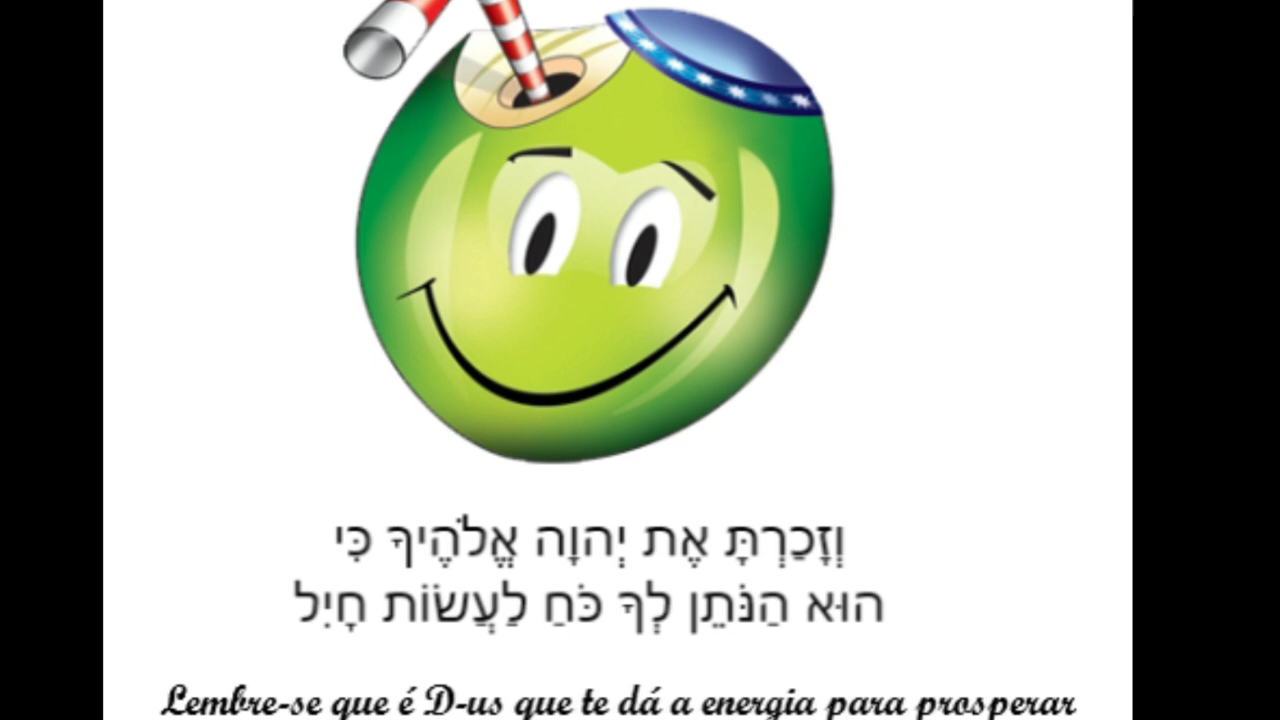 וְזָכַרְתָּ אֶת יְהוָה אֱלֹהֶיךָ כִּי
הוּא הַנֹּתֵן לְךָ כֹּחַ לַעֲשׂוֹת חָיִל
Lembre-se que é D-us que te dá a energia para prosperar